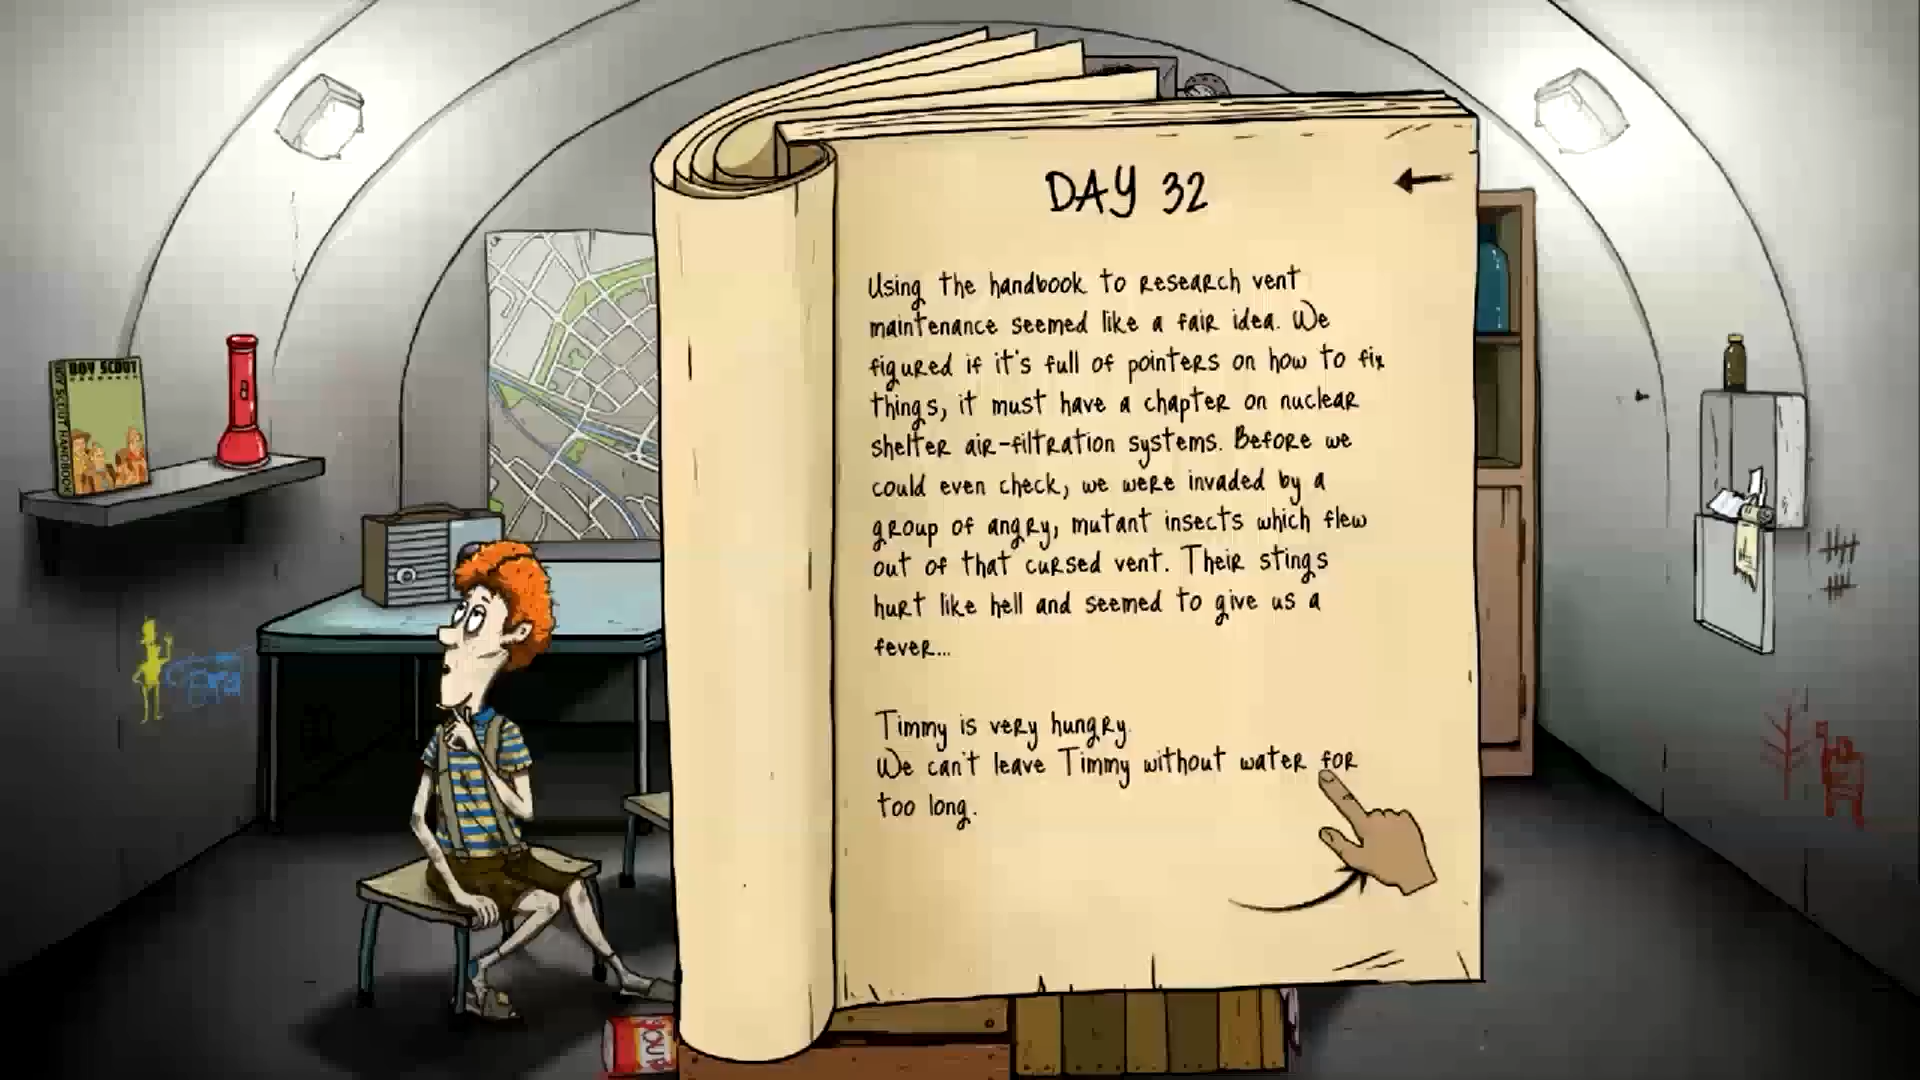 DAY 32
Using the handbook to research vent
maintenance seemed like a fair idea. We
figured if it's full of pointers on how to fix
things, it must have a chapter on nuclear
shelter air-filtration systems. Before we
could even check, we were invaded by a
group of angry, mutant insects which flew
out of that cursed vent. Their stings
hurt like hell and seemed to give us a
fever...
Timmy is very hungry.
We can't leave Timmy without water for
too long.
BOY SCOUT
BOY SCOUT HANDBOOK
SOUP